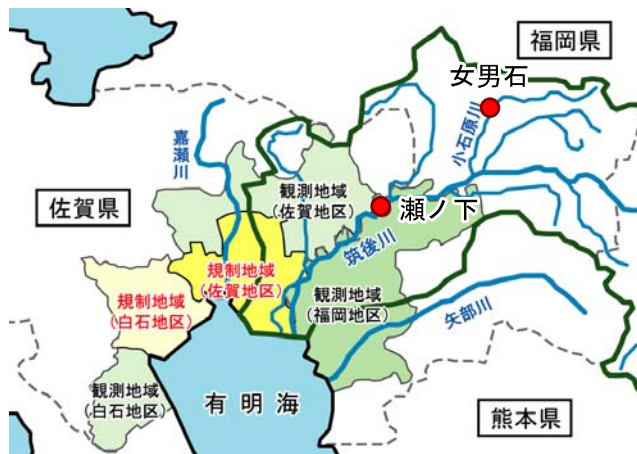 福岡県
女男石
小石原川
嘉瀬川
佐賀県
観測地域
(佐賀地区)
瀬ノ下
筑後川
規制地域
(佐賀地区)
規制地域
(白石地区)
観測地域
(福岡地区)
矢部川
観測地域
(白石地区)
有明海
熊本県